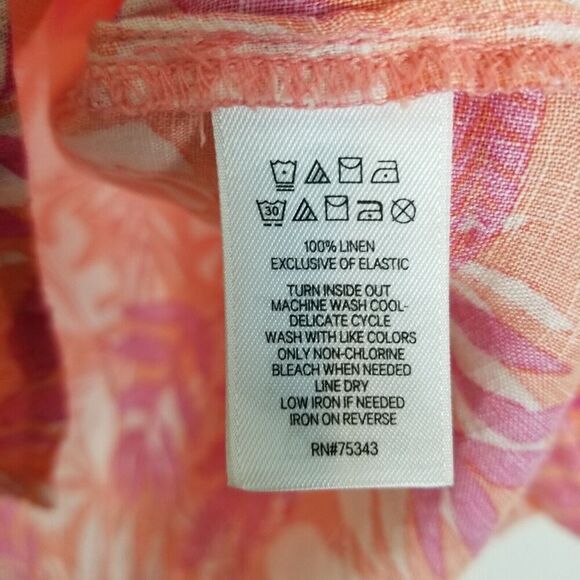 30
100% LINEN
EXCLUSIVE OF ELASTIC
TURN INSIDE OUT
MACHINE WASH COOL-
DELICATE CYCLE
WASH WITH LIKE COLORS
ONLY NON-CHLORINE
BLEACH WHEN NEEDED
LINE DRY
LOW IRON IF NEEDED
IRON ON REVERSE
RN#75343